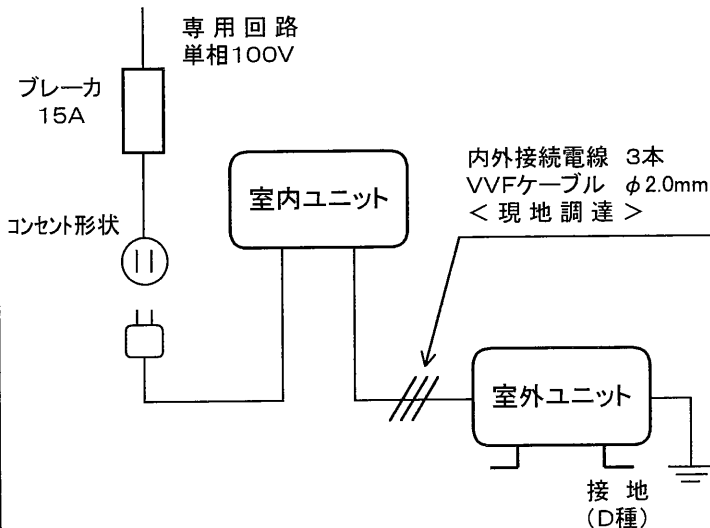 専用回路
単相100V
ブレーカ
15A
コンセント形状
室内ユニット
内外接続電線 3本
VVFケーブル φ2.0mm
<現地調達>
室外ユニット
接地
(D種)